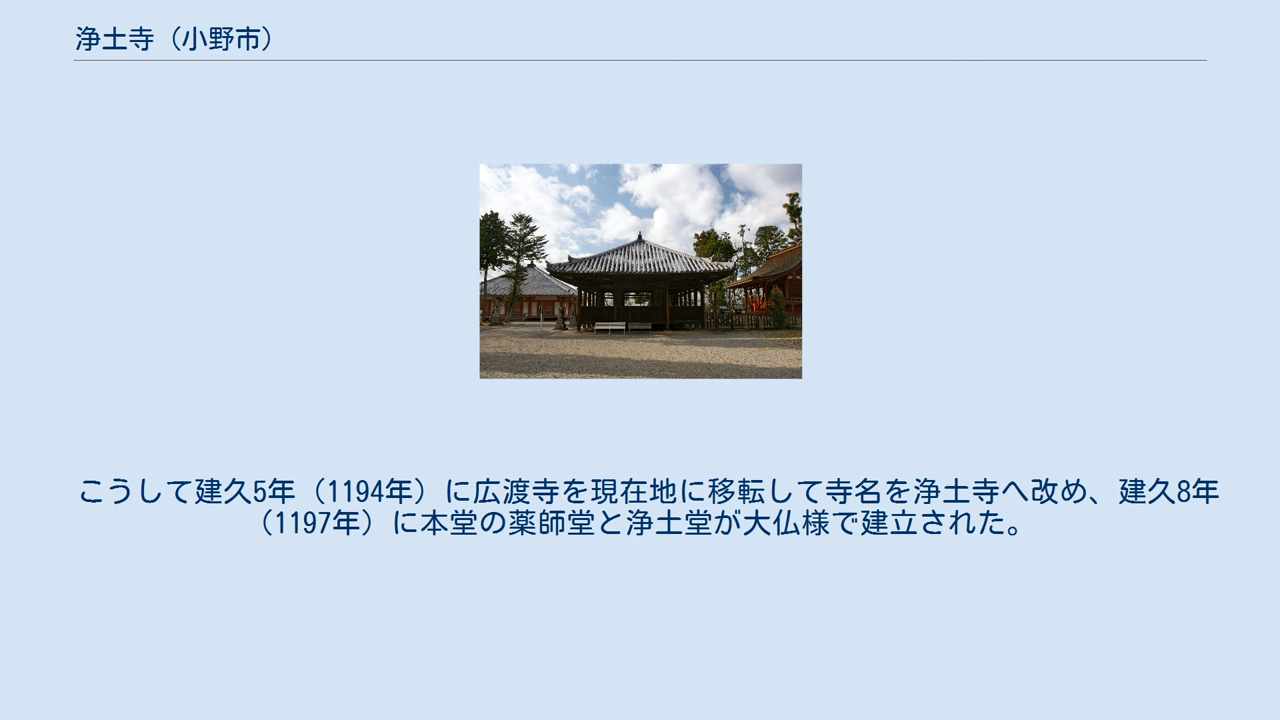 浄土寺（小野市）
こうして建久5年（1194年）に広渡寺を現在地に移転して寺名を浄土寺へ改め、建久8年
（1197年）に本堂の薬師堂と浄土堂が大仏様で建立された。